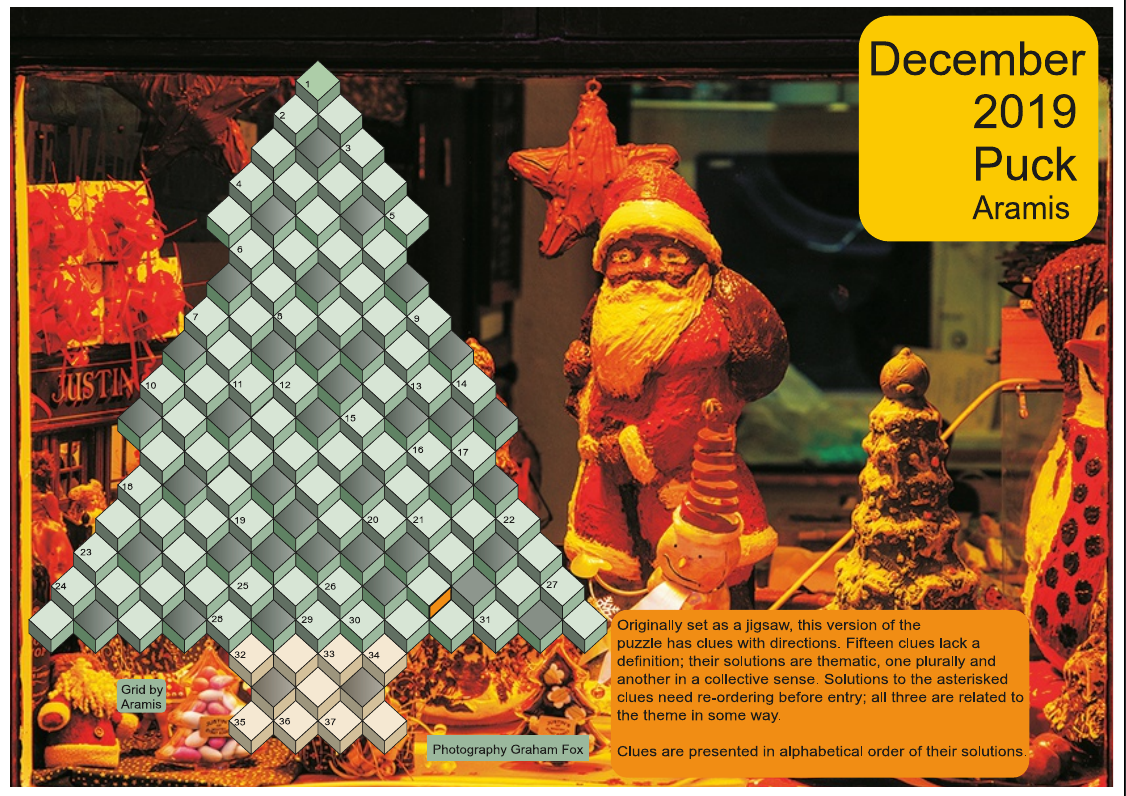 December
2019
Puck
Aramis
1
2
3
4
5
6
7
8
9
JUSTIN
10
11
12
13
14
15
16
17
18
19
20
21
22
23
24
25
26
27
28
29
30
31
32
33
34
35
36
37
Originally set as a jigsaw, this version of the
puzzle has clues with directions. Fifteen clues lack a
definition; their solutions are thematic, one plurally and
another in a collective sense. Solutions to the asterisked
clues need re-ordering before entry; all three are related to
the theme in some way.
Clues are presented in alphabetical order of their solutions.
Grid by
Aramis
Photography Graham Fox